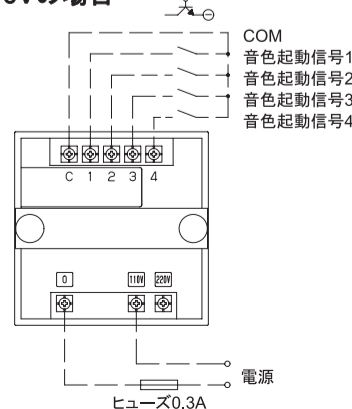 Vの場合
COM
音色起動信号1
音色起動信号2
音色起動信号3
音色起動信号4
C 1 2 3 4
0 110V 220V
電源
ヒューズ0.3A